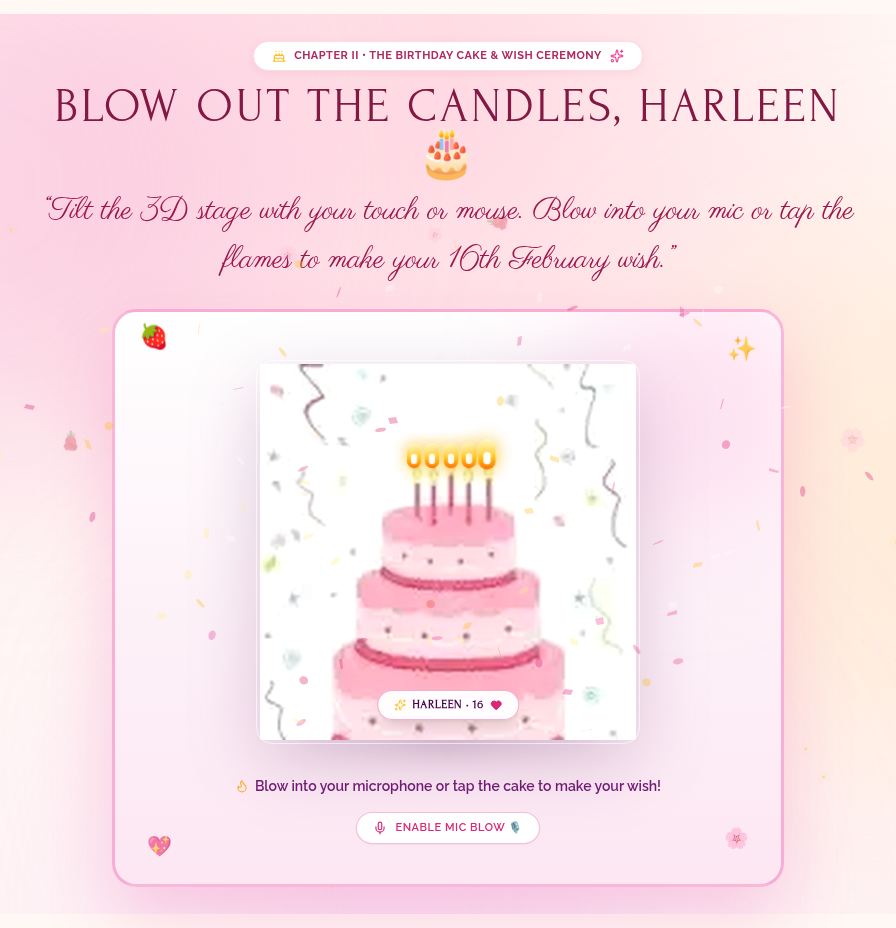 CHAPTER II • THE BIRTHDAY CAKE & WISH CEREMONY
BLOW OUT THE CANDLES, HARLEEN
“Tilt the 3D stage with your touch or mouse. Blow into your mic or tap the
flames to make your 16th February wish.”
HARLEEN • 16
Blow into your microphone or tap the cake to make your wish!
ENABLE MIC BLOW